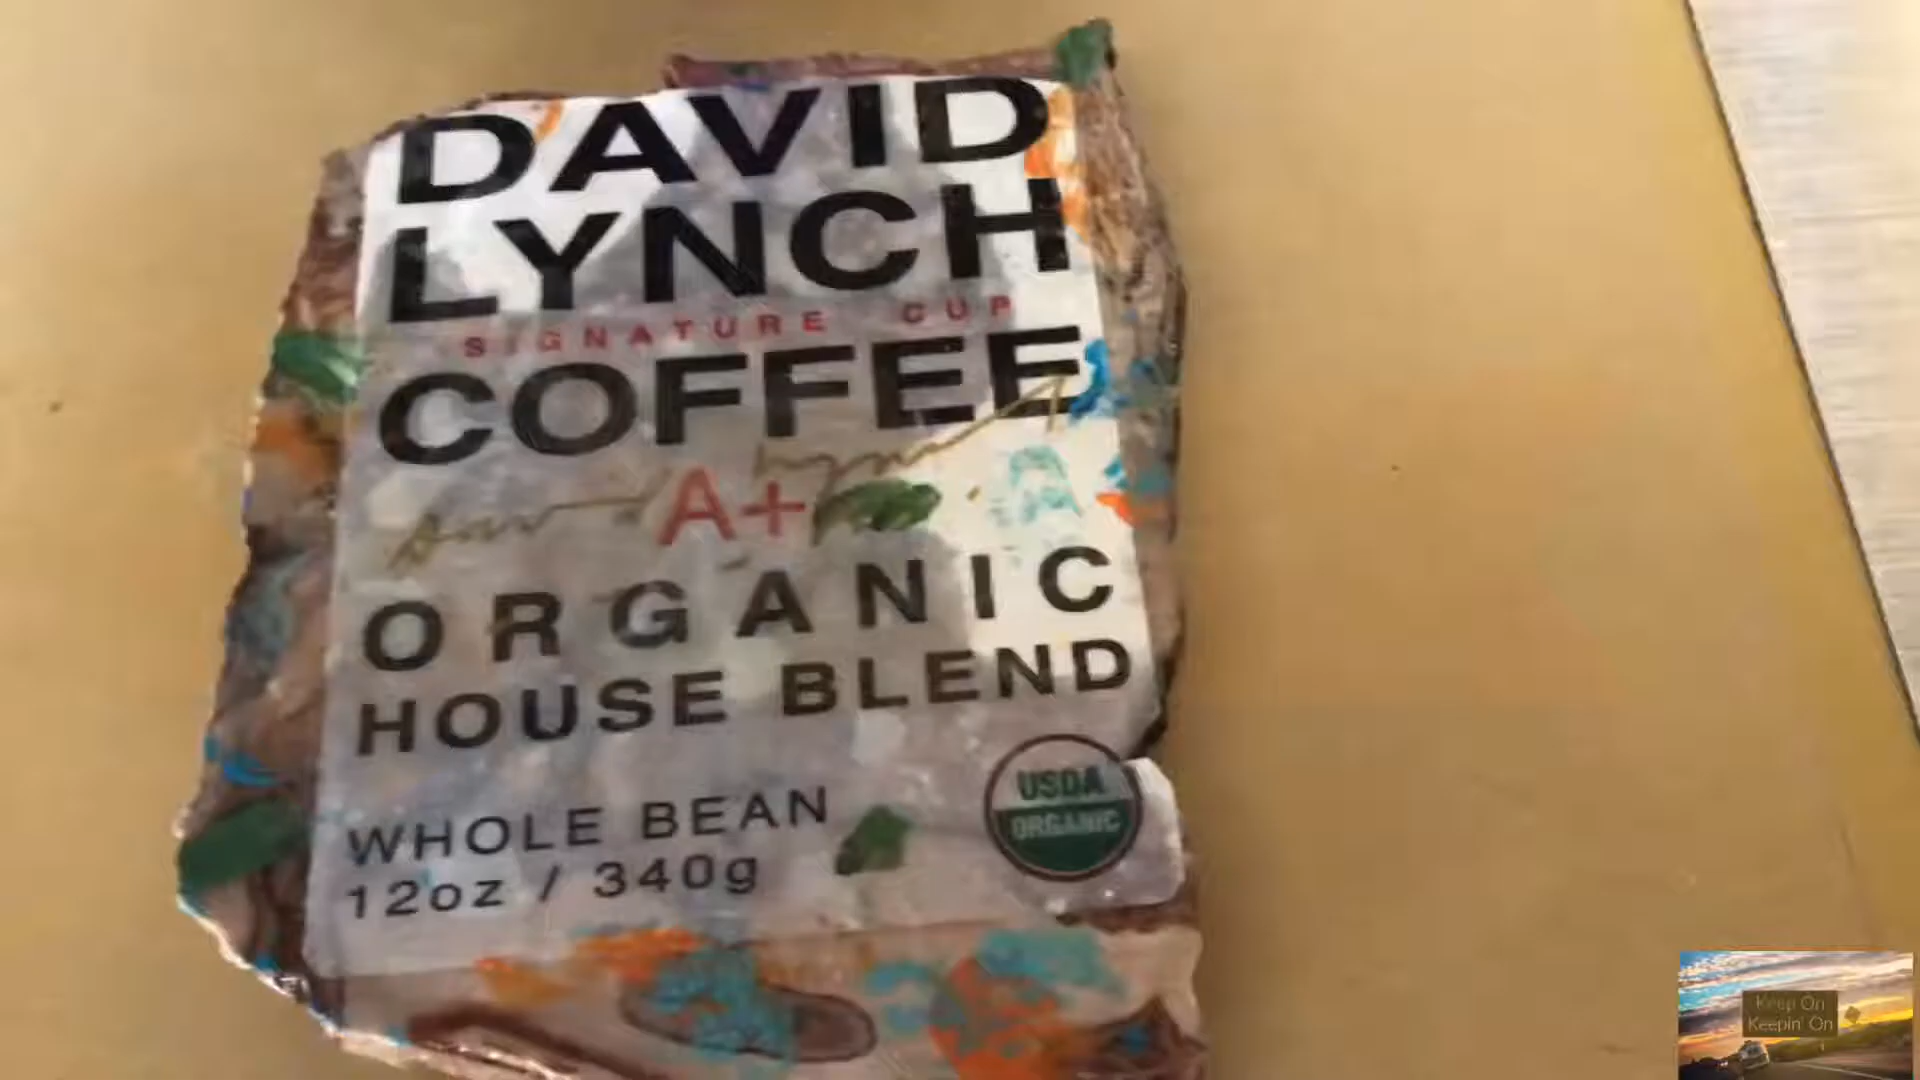 DAVID
LYNCH
SIGNATURE CUP
COFFEE
A+
ORGANIC
HOUSE BLEND
WHOLE BEAN
12oz / 340g
USDA
ORGANIC
Keep On
Keepin' On